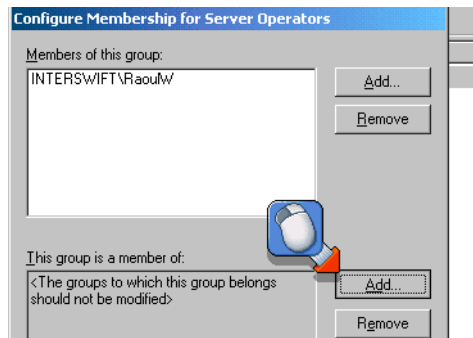 Configure Membership for Server Operators
Members of this group:
INTERSWIFT\RaoulW
Add...
Remove
This group is a member of:
<The groups to which this group belongs
should not be modified>
Add...
Remove